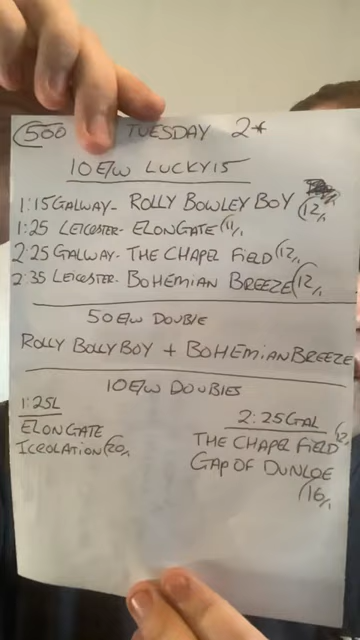 500 TUESDAY 2*
10 E/W LUCKY 15
1:15 GALWAY- ROLLY BOWLEY BOY (12/1
1:25 LEICESTER- ELONGATE (11/1
2:25 GALWAY- THE CHAPEL FIELD (12/1
2:35 LEICESTER- BOHEMIAN BREEZE (12/1
50 E/W DOUBLE
ROLLY BOLLY BOY + BOHEMIAN BREEZE
10 E/W DOUBLES
1:25L
ELONGATE
ICROLATION (20/1
2:25 GAL
THE CHAPEL FIELD (12/1
GAP OF DUNLOE
(16/1